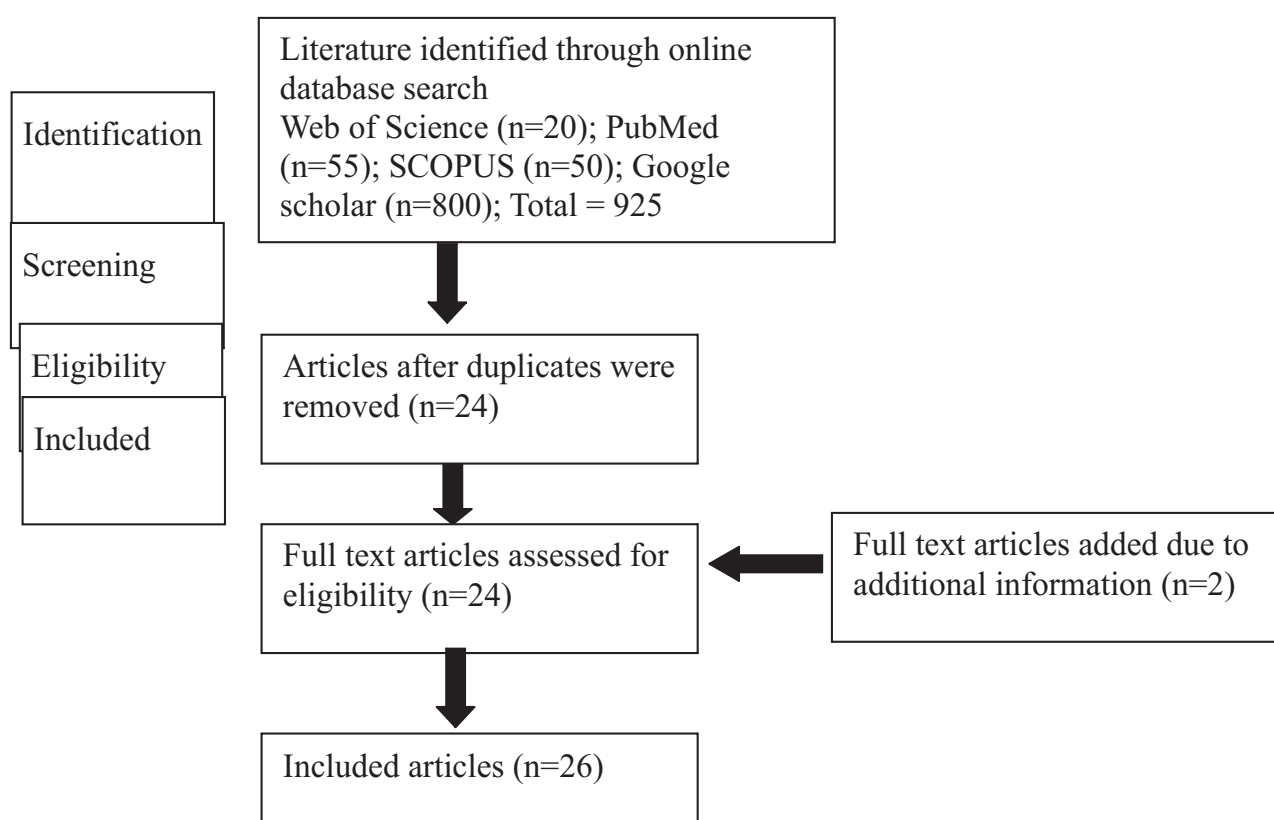 Literature identified through online
database search
Web of Science (n=20); PubMed
(n=55); SCOPUS (n=50); Google
scholar (n=800); Total = 925
Identification
Screening
Eligibility
Included
Articles after duplicates were
removed (n=24)
Full text articles assessed for
eligibility (n=24)
Full text articles added due to
additional information (n=2)
Included articles (n=26)